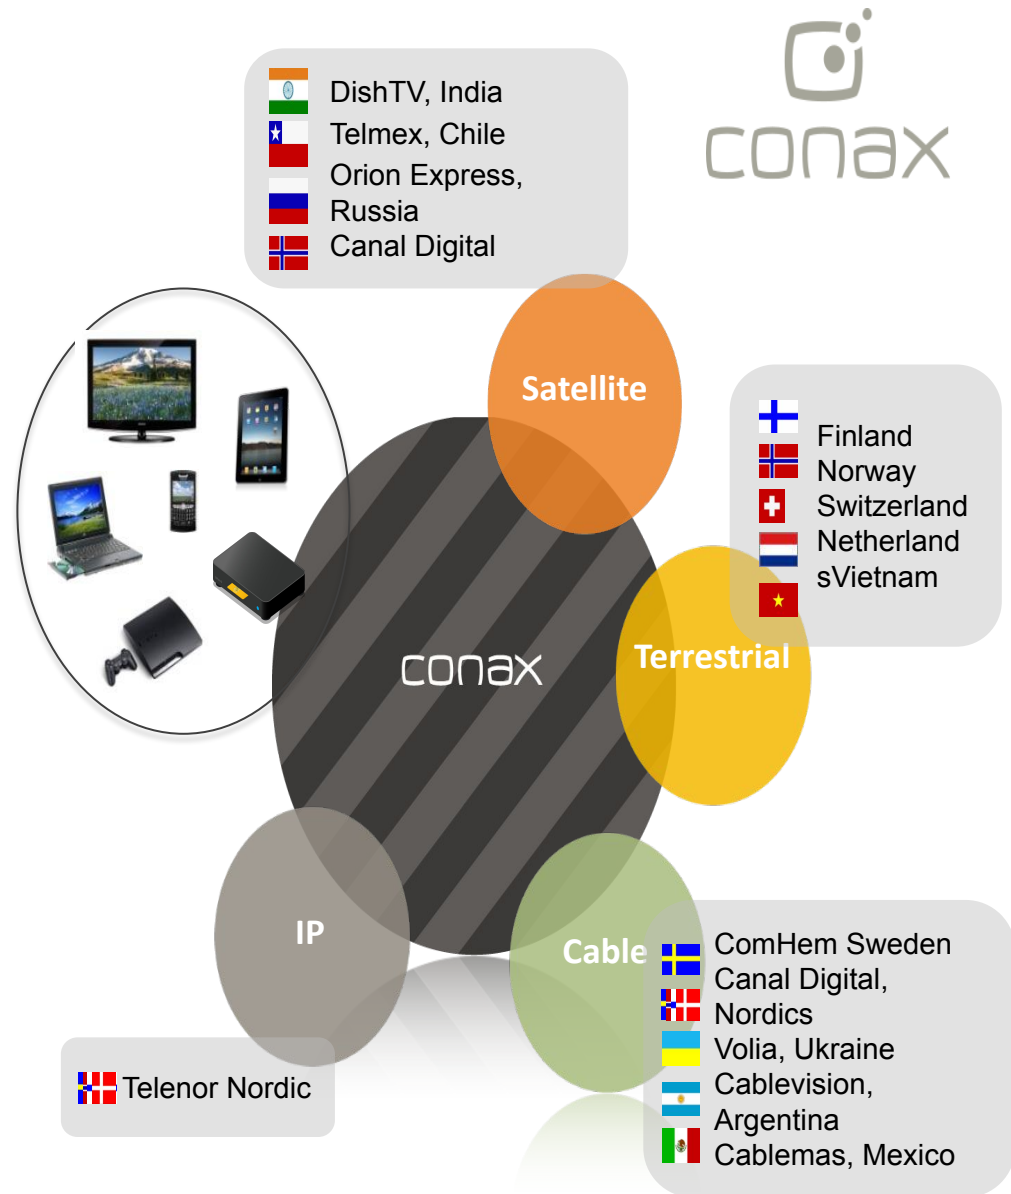 conax
DishTV, India
Telmex, Chile
Orion Express,
Russia
Canal Digital
Satellite
Finland
Norway
Switzerland
Netherland
sVietnam
Terrestrial
conax
IP
Cable
ComHem Sweden
Canal Digital,
Nordics
Volia, Ukraine
Cablevision,
Argentina
Cablemas, Mexico
Telenor Nordic